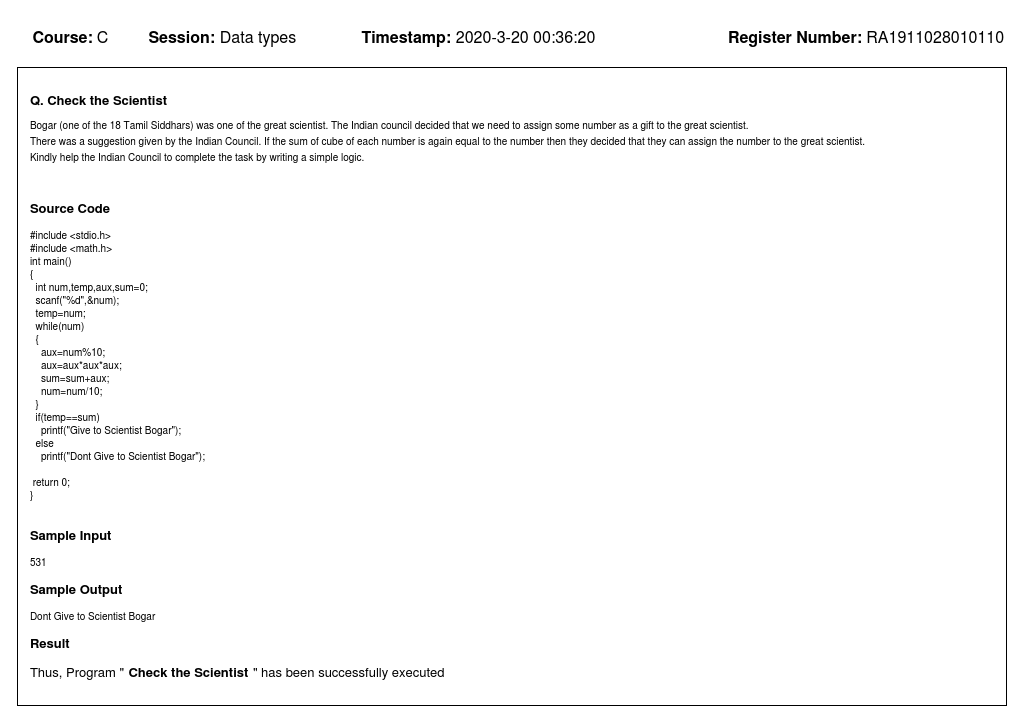 Course: C Session: Data types Timestamp: 2020-3-20 00:36:20 Register Number: RA1911028010110
Q. Check the Scientist
Bogar (one of the 18 Tamil Siddhars) was one of the great scientist. The Indian council decided that we need to assign some number as a gift to the great scientist.
There was a suggestion given by the Indian Council. If the sum of cube of each number is again equal to the number then they decided that they can assign the number to the great scientist.
Kindly help the Indian Council to complete the task by writing a simple logic.
Source Code
#include <stdio.h>
#include <math.h>
int main()
{
int num,temp,aux,sum=0;
scanf("%d",&num);
temp=num;
while(num)
{
aux=num%10;
aux=aux*aux*aux;
sum=sum+aux;
num=num/10;
}
if(temp==sum)
printf("Give to Scientist Bogar");
else
printf("Dont Give to Scientist Bogar");
return 0;
}
Sample Input
531
Sample Output
Dont Give to Scientist Bogar
Result
Thus, Program " Check the Scientist " has been successfully executed